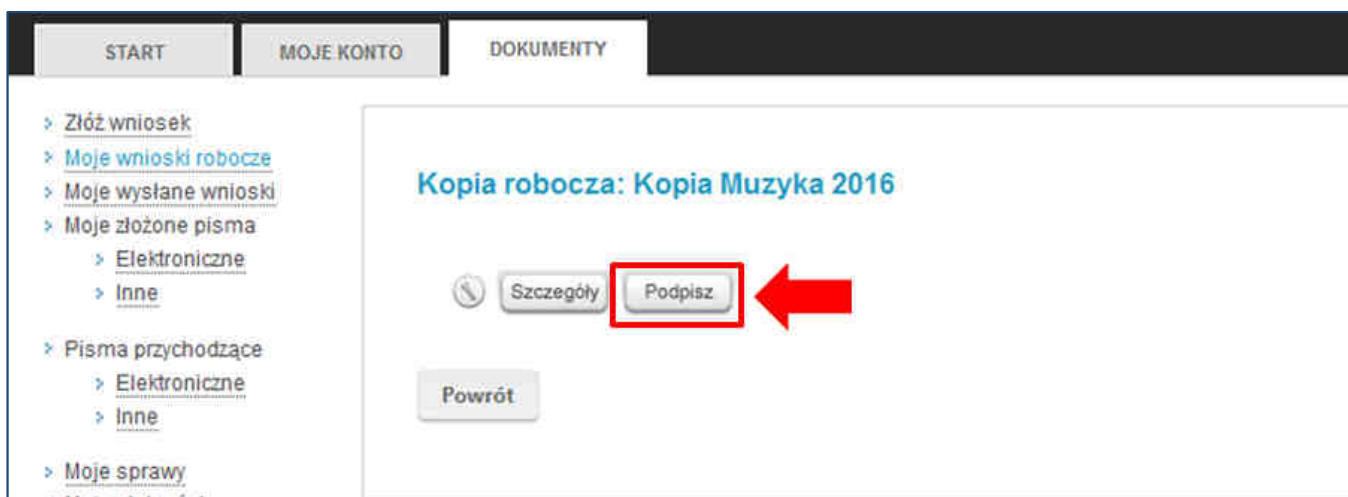 START MOJE KONTO DOKUMENTY
Złóż wniosek
Moje wnioski robocze
Moje wysłane wnioski
Moje złożone pisma
Elektroniczne
Inne
Pisma przychodzące
Elektroniczne
Inne
Moje sprawy
Kopia robocza: Kopia Muzyka 2016
Szczegóły Podpisz
Powrót